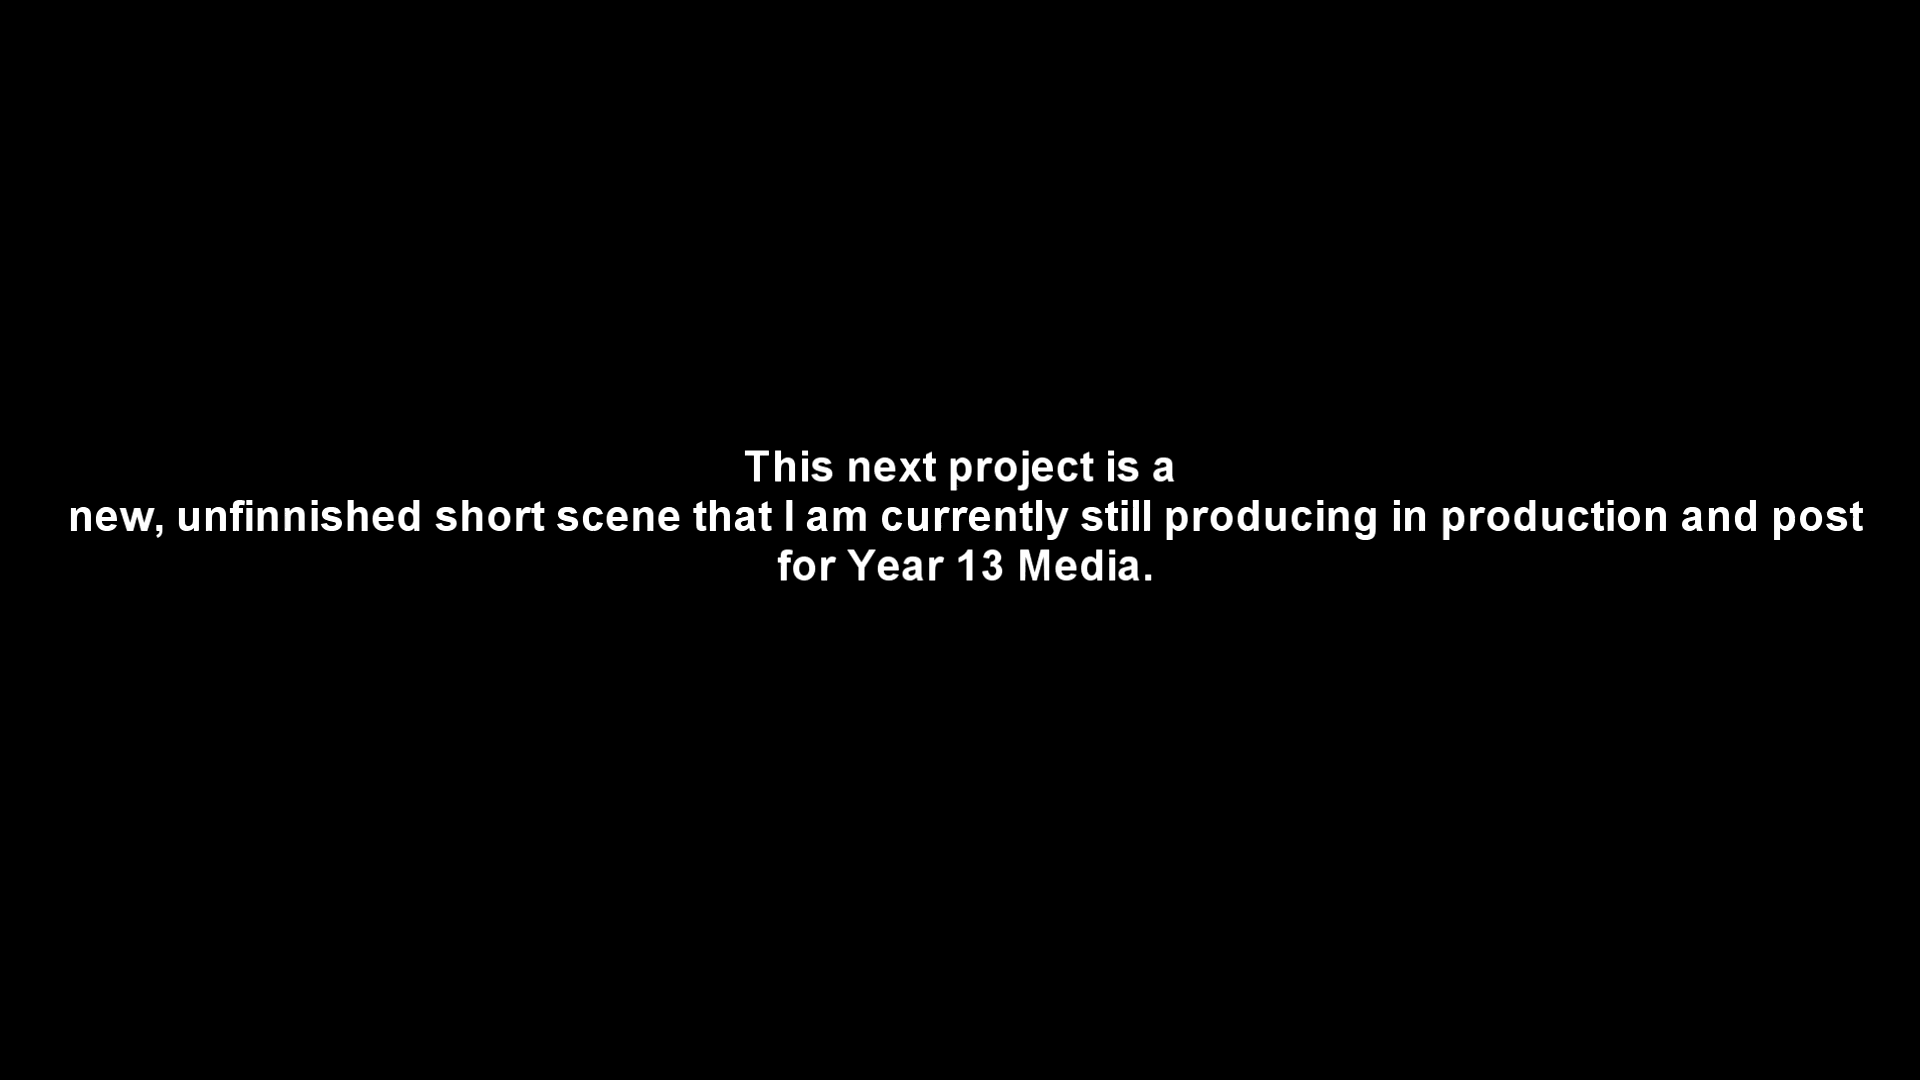 This next project is a
new, unfinnished short scene that I am currently still producing in production and post
for Year 13 Media.